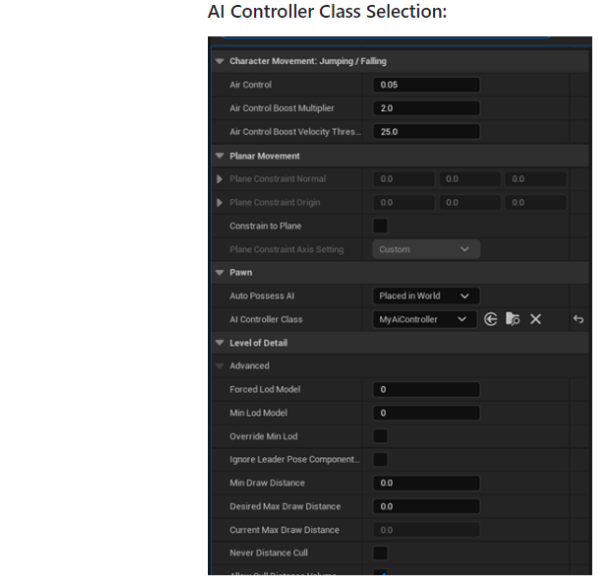 AI Controller Class Selection:
Character Movement: Jumping / Falling
Air Control 0.05
Air Control Boost Multiplier 2.0
Air Control Boost Velocity Thres... 25.0
Planar Movement
Plane Constraint Normal 0.0 0.0 0.0
Plane Constraint Origin 0.0 0.0 0.0
Constrain to Plane
Plane Constraint Axis Setting Custom
Pawn
Auto Possess AI Placed in World
AI Controller Class MyAiController
Level of Detail
Advanced
Forced Lod Model 0
Min Lod Model 0
Override Min Lod
Ignore Leader Pose Component...
Min Draw Distance 0.0
Desired Max Draw Distance 0.0
Current Max Draw Distance 0.0
Never Distance Cull
Allow Cull Distance Volume